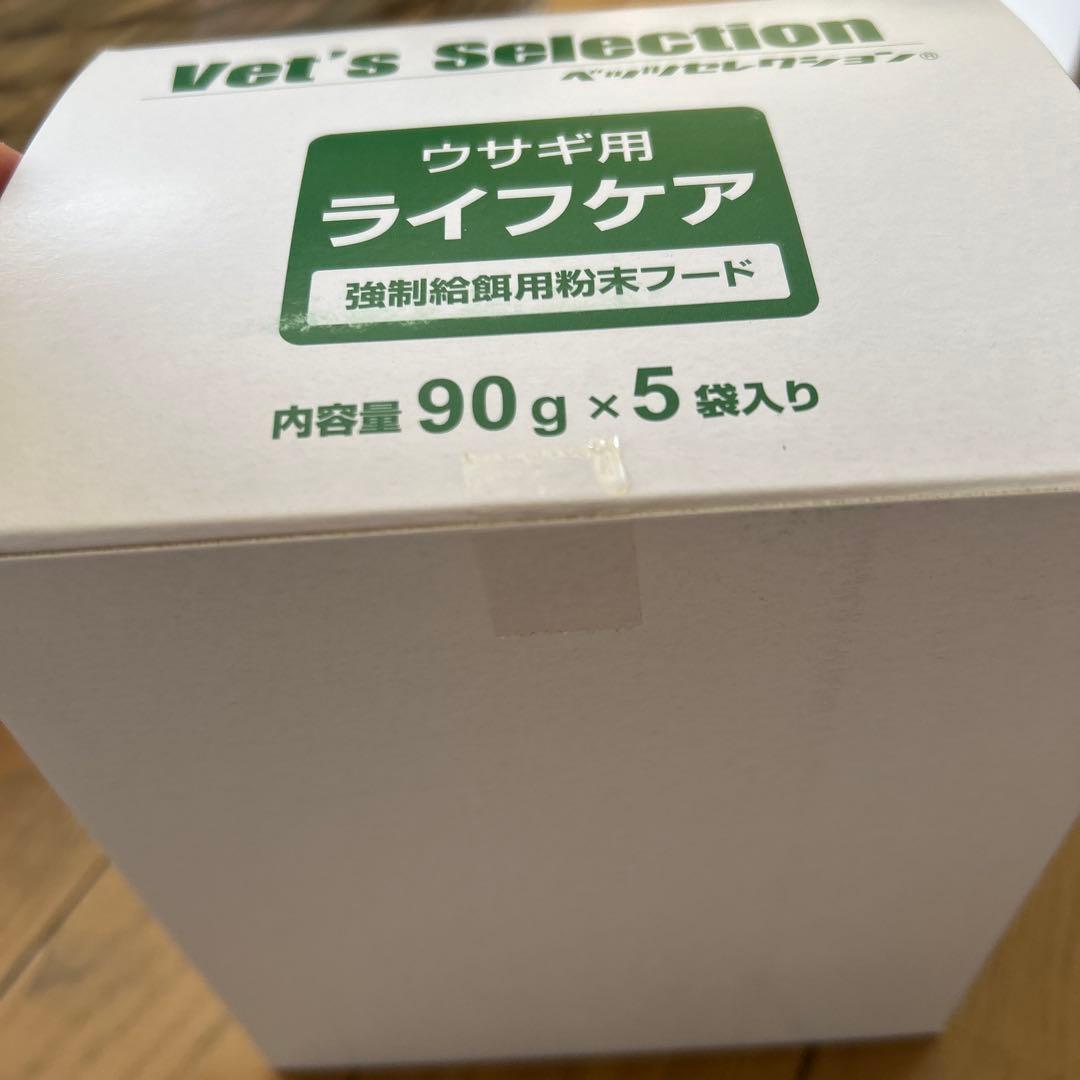 Vet's Selection
ベッツセレクション®
ウサギ用
ライフケア
強制給餌用粉末フード
内容量 90g×5袋入り